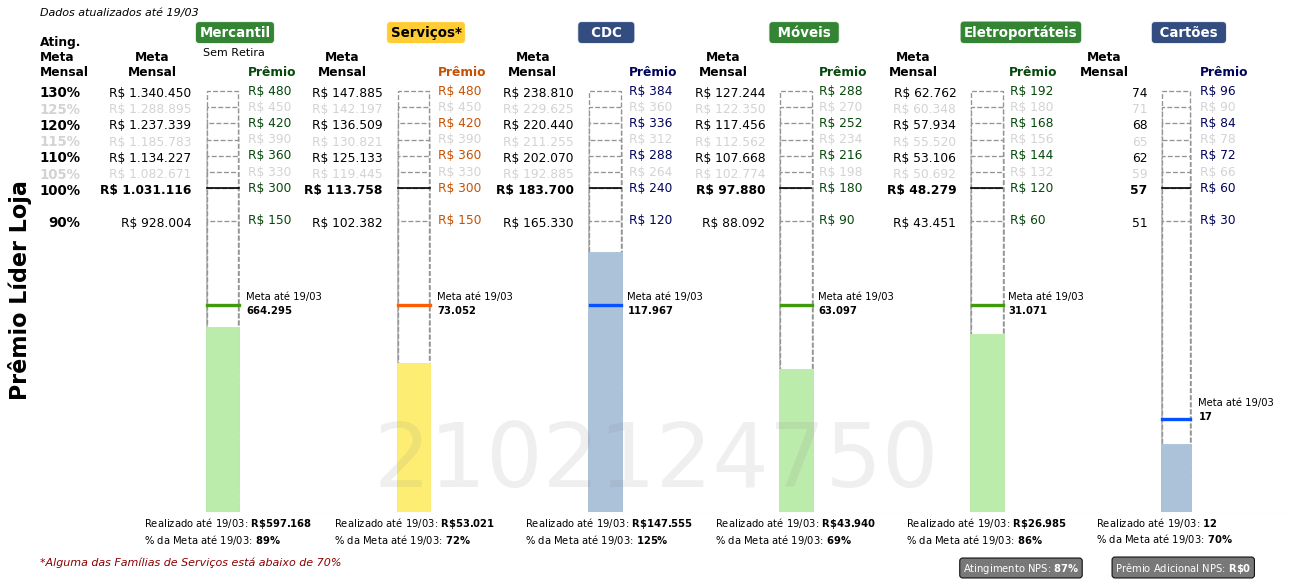 Dados atualizados até 19/03
Mercantil Serviços* CDC Móveis Eletroportáteis Cartões
Sem Retira
Ating. Meta Mensal Meta Mensal Prêmio Meta Mensal Prêmio Meta Mensal Prêmio Meta Mensal Prêmio Meta Mensal Prêmio Meta Mensal Prêmio
130% R$ 1.340.450 R$ 480 R$ 147.885 R$ 480 R$ 238.810 R$ 384 R$ 127.244 R$ 288 R$ 62.762 R$ 192 74 R$ 96
125% R$ 1.288.895 R$ 450 R$ 142.197 R$ 450 R$ 229.625 R$ 360 R$ 122.350 R$ 270 R$ 60.348 R$ 180 71 R$ 90
120% R$ 1.237.339 R$ 420 R$ 136.509 R$ 420 R$ 220.440 R$ 336 R$ 117.456 R$ 252 R$ 57.934 R$ 168 68 R$ 84
115% R$ 1.185.783 R$ 390 R$ 130.821 R$ 390 R$ 211.255 R$ 312 R$ 112.562 R$ 234 R$ 55.520 R$ 156 65 R$ 78
110% R$ 1.134.227 R$ 360 R$ 125.133 R$ 360 R$ 202.070 R$ 288 R$ 107.668 R$ 216 R$ 53.106 R$ 144 62 R$ 72
105% R$ 1.082.671 R$ 330 R$ 119.445 R$ 330 R$ 192.885 R$ 264 R$ 102.774 R$ 198 R$ 50.692 R$ 132 59 R$ 66
100% R$ 1.031.116 R$ 300 R$ 113.758 R$ 300 R$ 183.700 R$ 240 R$ 97.880 R$ 180 R$ 48.279 R$ 120 57 R$ 60
90% R$ 928.004 R$ 150 R$ 102.382 R$ 150 R$ 165.330 R$ 120 R$ 88.092 R$ 90 R$ 43.451 R$ 60 51 R$ 30
Prêmio Líder Loja
Meta até 19/03 Meta até 19/03 Meta até 19/03 Meta até 19/03 Meta até 19/03
664.295 73.052 117.967 63.097 31.071
Meta até 19/03
17
2102124750
Realizado até 19/03: R$597.168 Realizado até 19/03: R$53.021 Realizado até 19/03: R$147.555 Realizado até 19/03: R$43.940 Realizado até 19/03: R$26.985 Realizado até 19/03: 12
% da Meta até 19/03: 89% % da Meta até 19/03: 72% % da Meta até 19/03: 125% % da Meta até 19/03: 69% % da Meta até 19/03: 86% % da Meta até 19/03: 70%
*Alguma das Famílias de Serviços está abaixo de 70%
Atingimento NPS: 87% Prêmio Adicional NPS: R$0